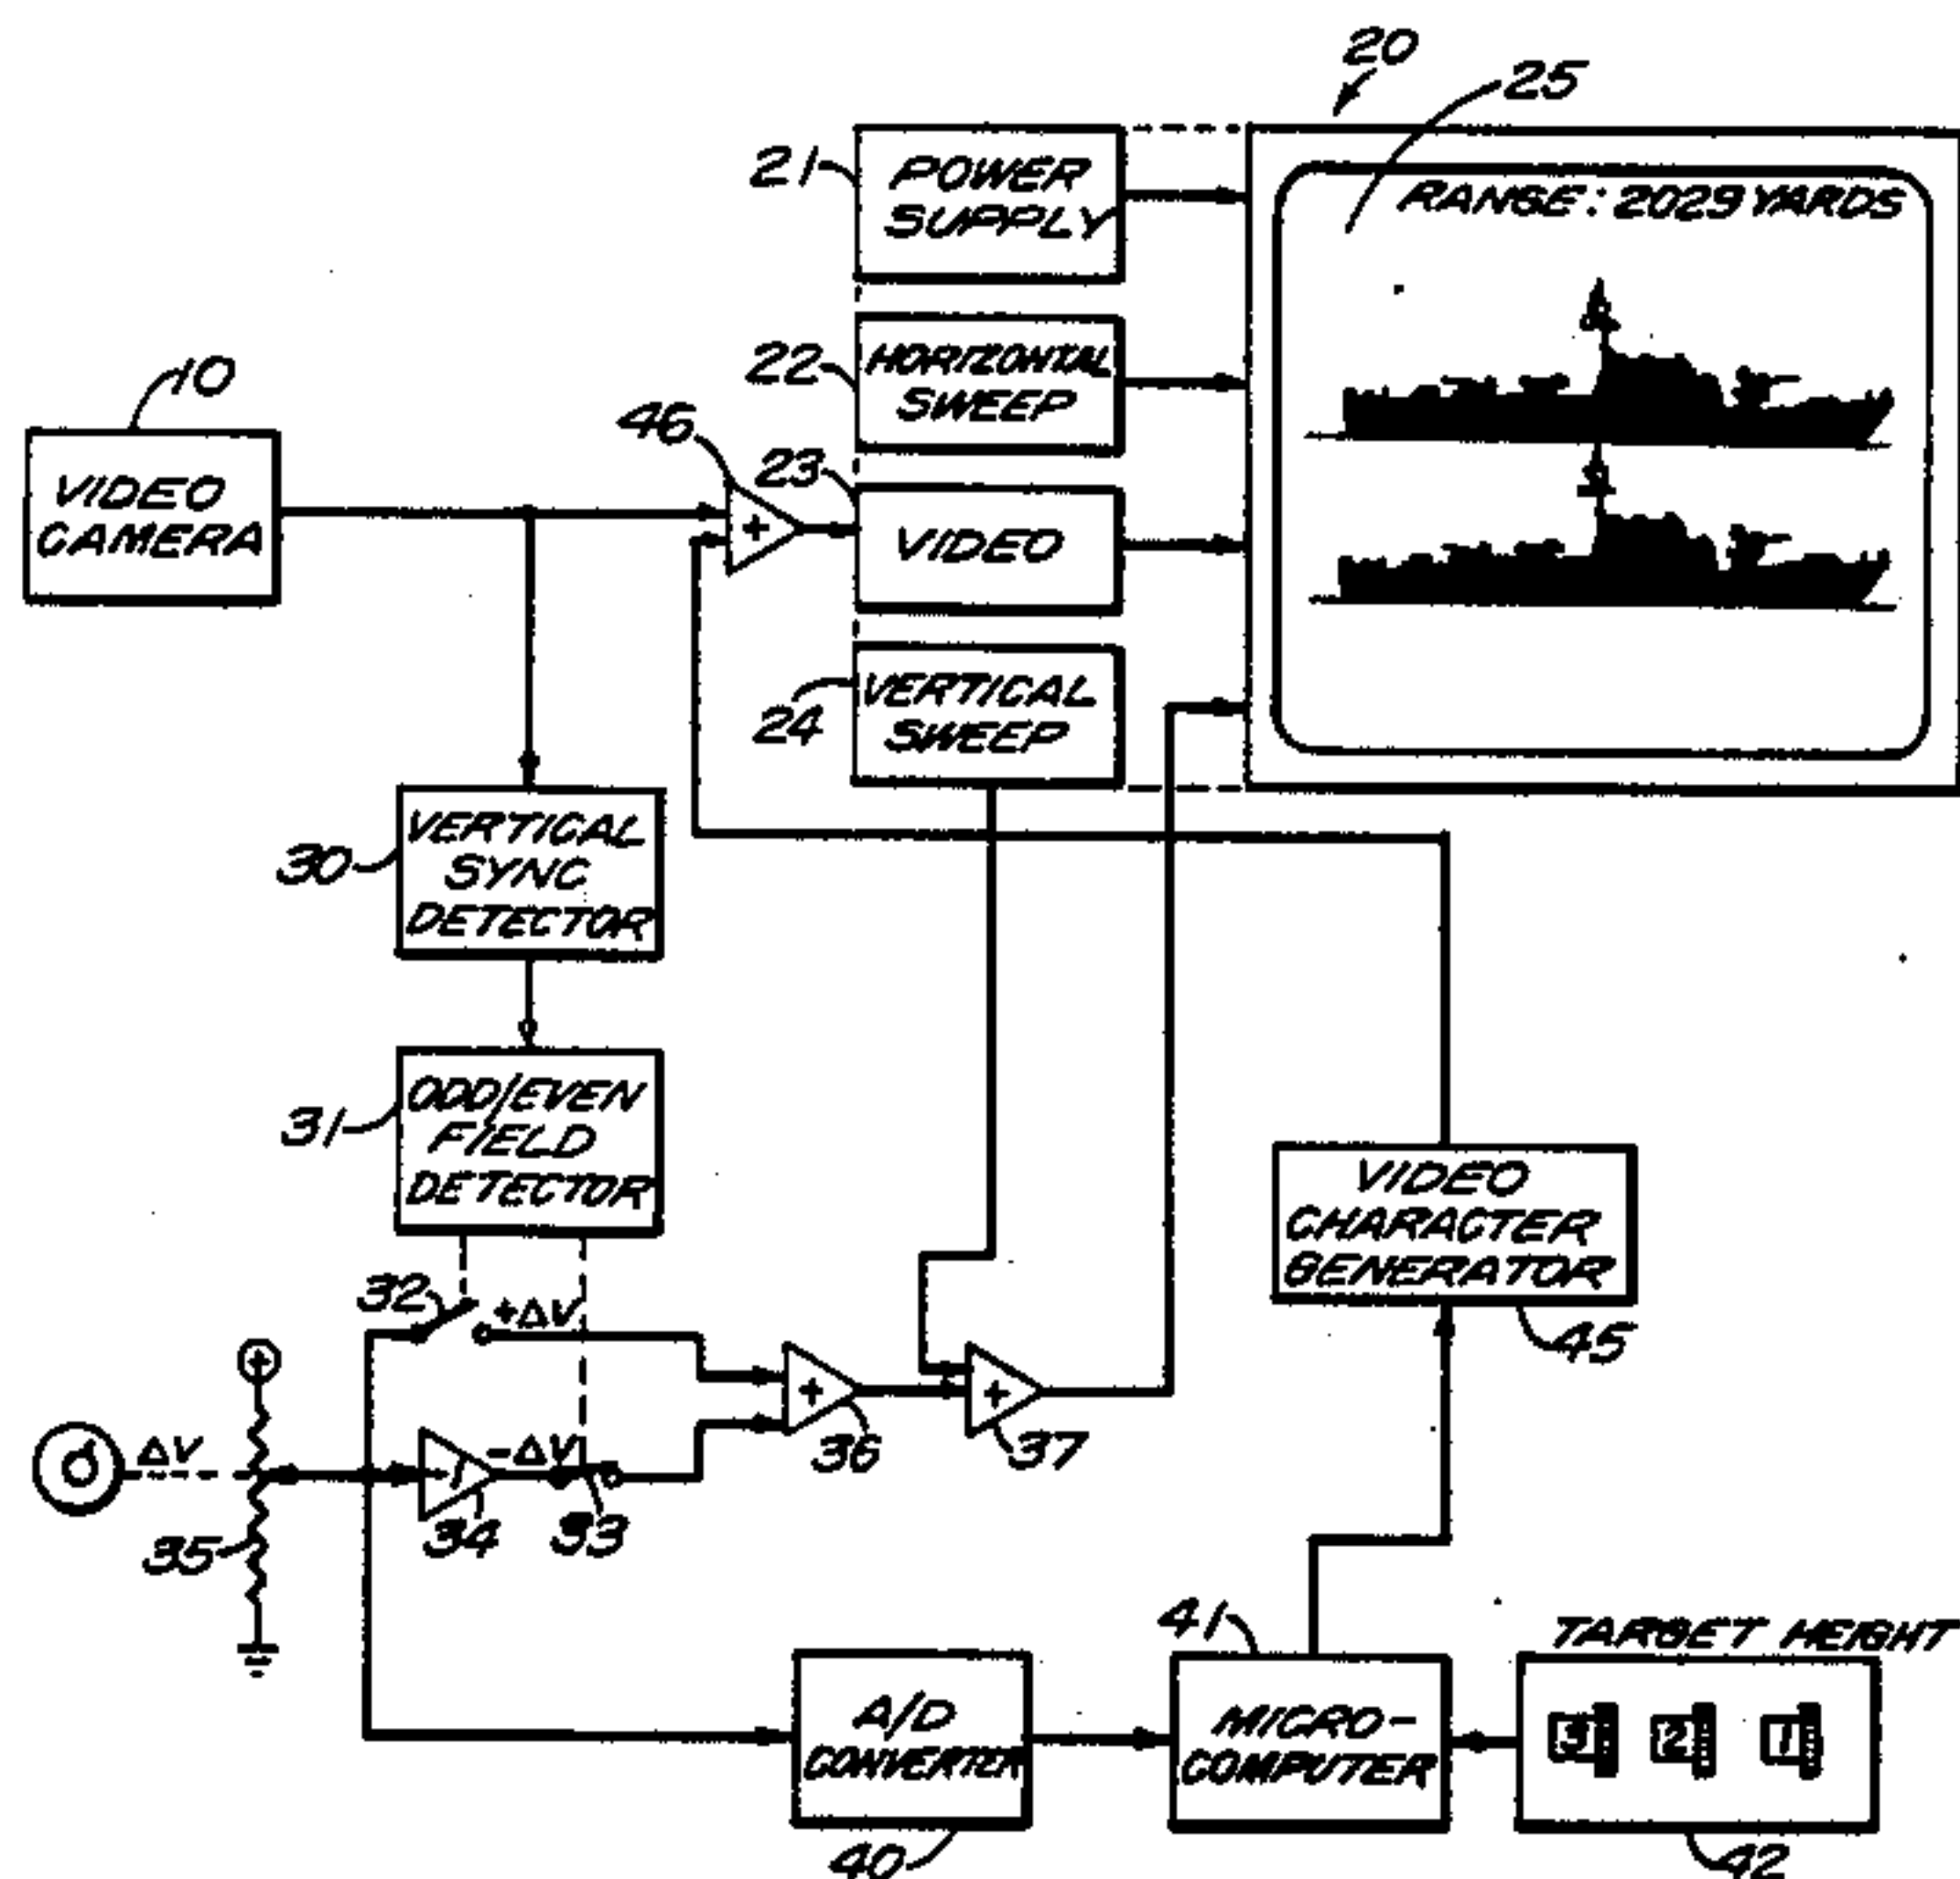 20
25
21
POWER
SUPPLY
RANGE: 2029 YARDS
22
HORIZONTAL
SWEEP
10
VIDEO
CAMERA
46
+
23
VIDEO
24
VERTICAL
SWEEP
30
VERTICAL
SYNC
DETECTOR
31
ODD/EVEN
FIELD
DETECTOR
VIDEO
CHARACTER
GENERATOR
45
32
+ΔV
+
+
36
+
37
ΔV
-1
-ΔV
34
33
35
A/D
CONVERTER
40
41
MICRO-
COMPUTER
TARGET HEIGHT
3 2 1
42